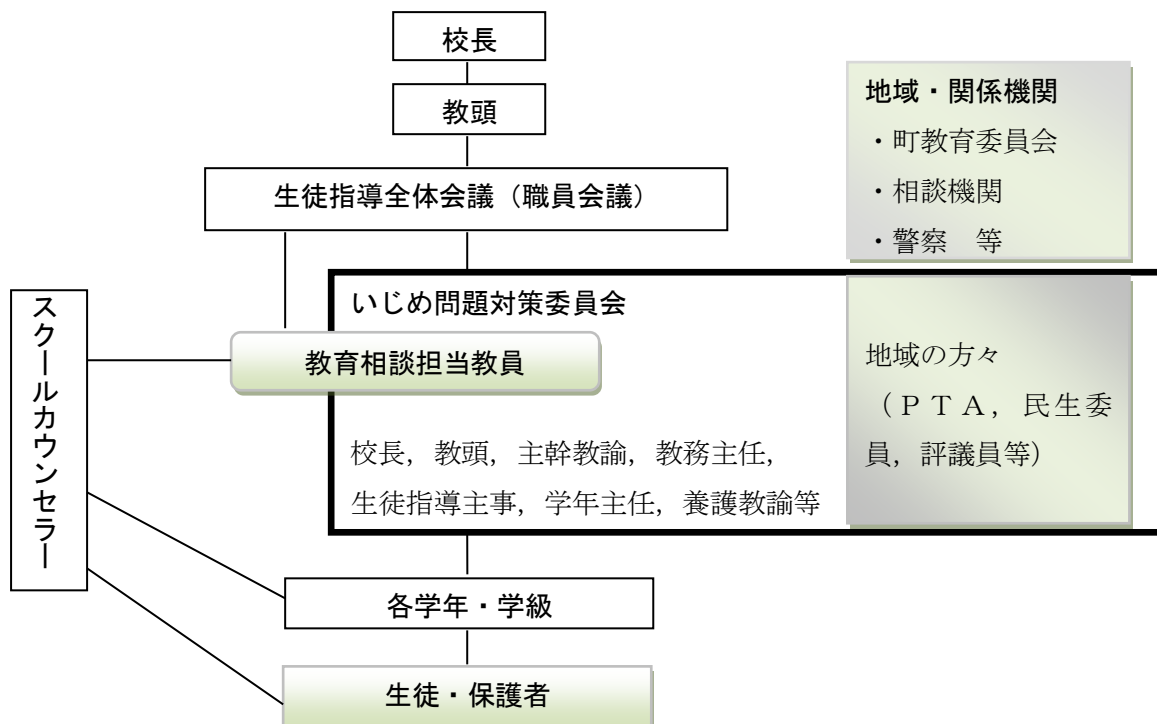 校長
教頭
生徒指導全体会議(職員会議)
地域・関係機関
・町教育委員会
・相談機関
・警察　等
スクールカウンセラー
いじめ問題対策委員会
教育相談担当教員
校長,教頭,主幹教諭,教務主任,
生徒指導主事,学年主任,養護教諭等
地域の方々
(PTA,民生委
員,評議員等)
各学年・学級
生徒・保護者